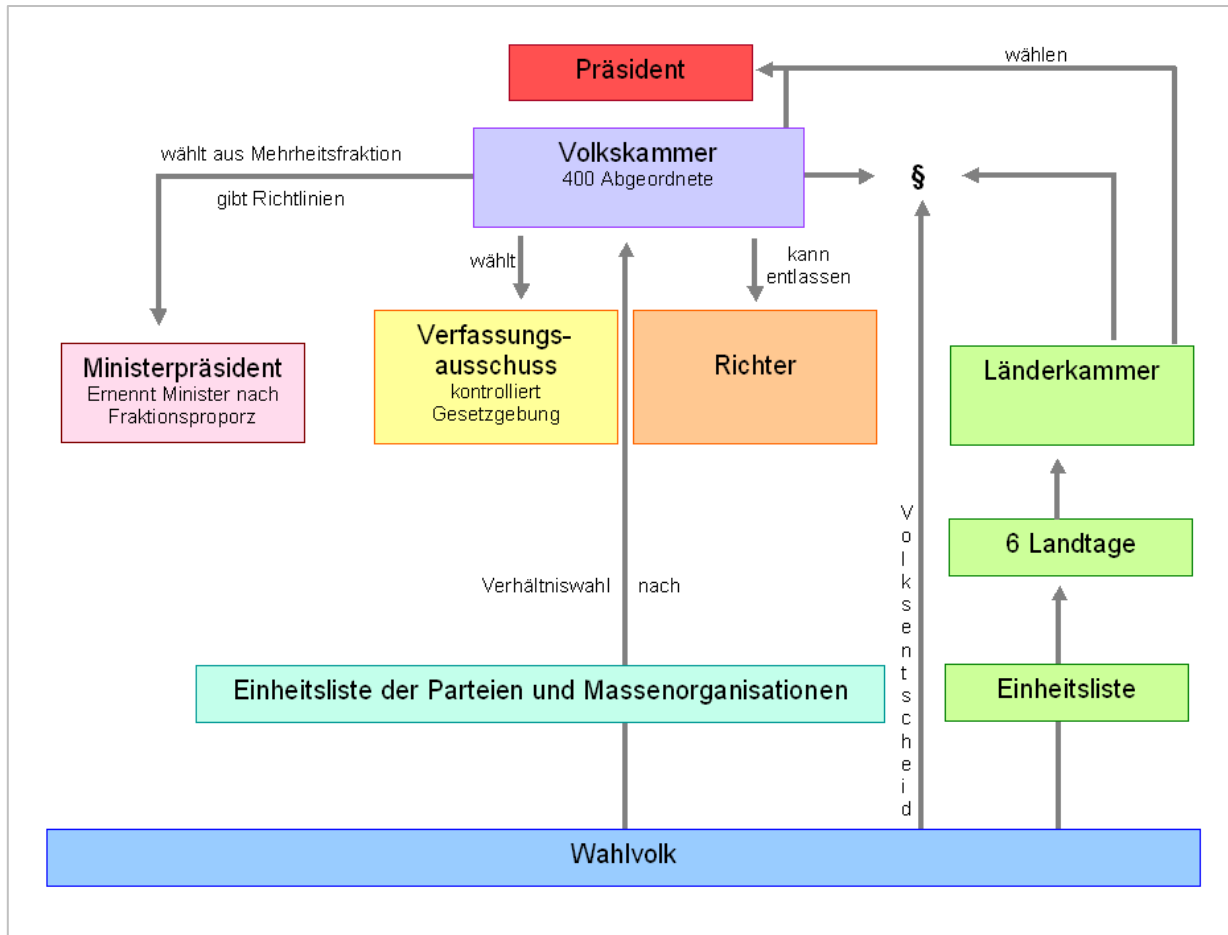 Präsident
wählen
wählt aus Mehrheitsfraktion
gibt Richtlinien
Volkskammer
400 Abgeordnete
§
wählt
kann
entlassen
Ministerpräsident
Ernennt Minister nach
Fraktionsproporz
Verfassungs-
ausschuss
kontrolliert
Gesetzgebung
Richter
Länderkammer
6 Landtage
Verhältniswahl nach
Volksentscheid
Einheitsliste der Parteien und Massenorganisationen
Einheitsliste
Wahlvolk